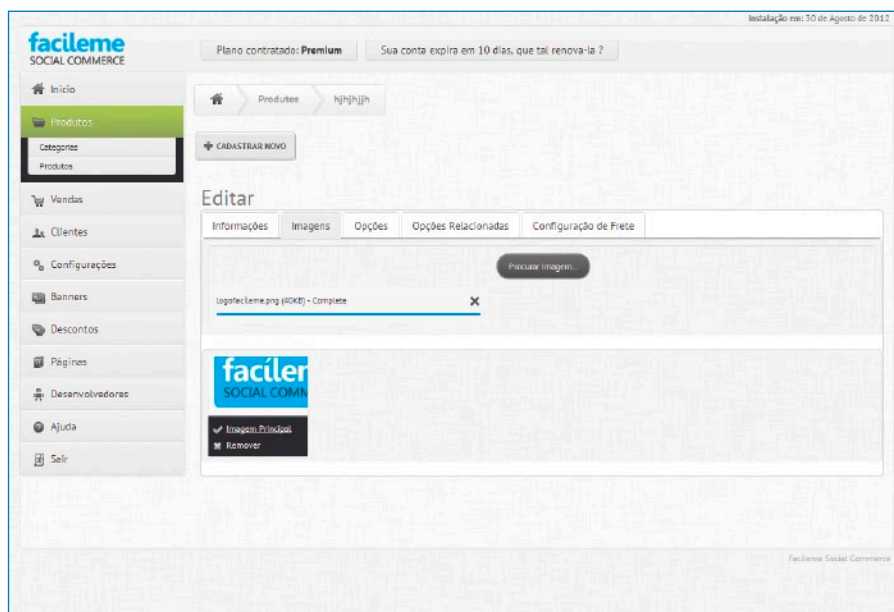 Instalação em: 30 de Agosto de 2012
facileme
SOCIAL COMMERCE
Plano contratado: Premium
Sua conta expira em 10 dias, que tal renova-la ?
Inicio
Produtos
Categorias
Produtos
Vendas
Clientes
Configurações
Banners
Descontos
Páginas
Desenvolvedores
Ajuda
Sair
Produtos
hjhjhjjh
CADASTRAR NOVO
Editar
Informações
Imagens
Opções
Opções Relacionadas
Configuração de Frete
Procurar Imagem...
logofacileme.png (40KB) - Complete
faciler
SOCIAL COMM
Imagem Principal
Remover
Facileme Social Commerce